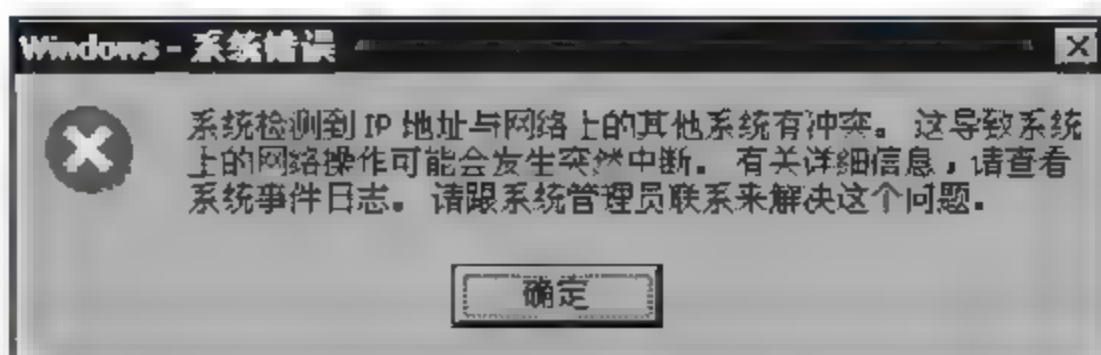 Windows - 系统错误
系统检测到 IP 地址与网络上的其他系统有冲突。 这导致系统
上的网络操作可能会发生突然中断。 有关详细信息，请查看
系统事件日志。 请跟系统管理员联系来解决这个问题。
确定